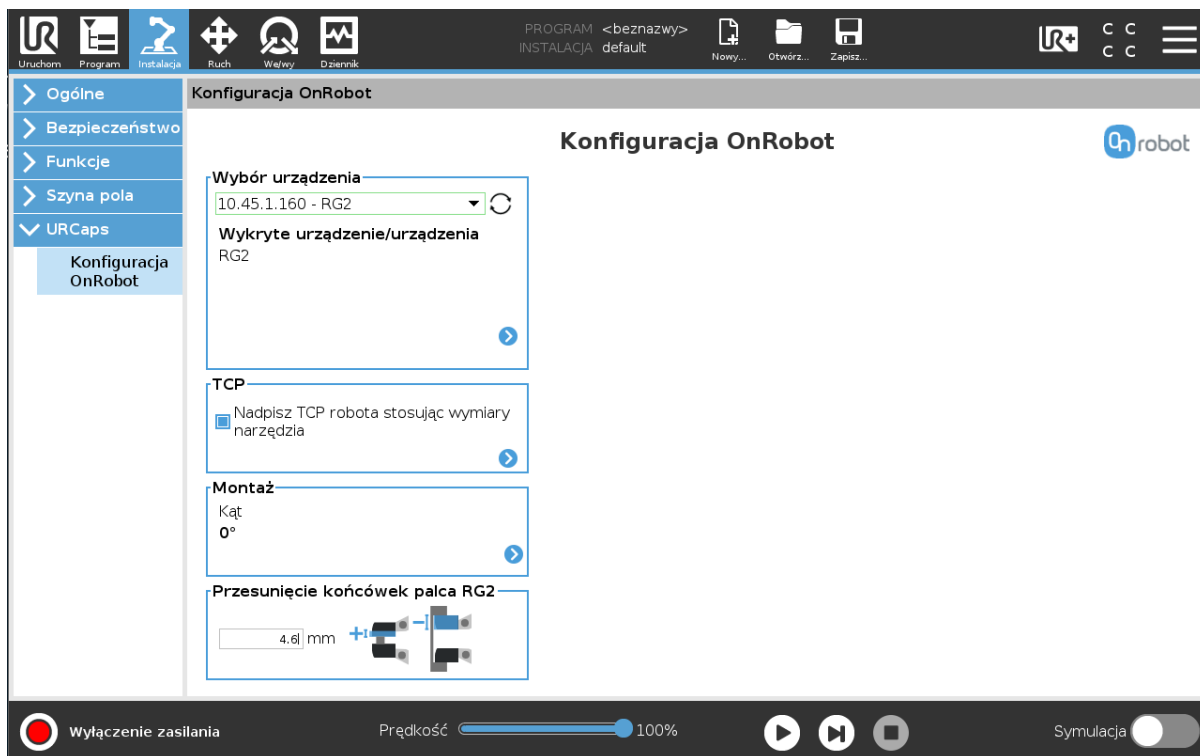 UR
Uruchom
Program
Instalacja
Ruch
We/wy
Dziennik
PROGRAM <beznazwy>
INSTALACJA default
Nowy...
Otwórz...
Zapisz...
UR+
C C
C C
Ogólne
Bezpieczeństwo
Funkcje
Szyna pola
URCaps
Konfiguracja
OnRobot
Konfiguracja OnRobot
Konfiguracja OnRobot
On robot
Wybór urządzenia
10.45.1.160 - RG2
Wykryte urządzenie/urządzenia
RG2
TCP
Nadpisz TCP robota stosując wymiary
narzędzia
Montaż
Kąt
0°
Przesunięcie końcówek palca RG2
4.6 mm
Wyłączenie zasilania
Prędkość 100%
Symulacja